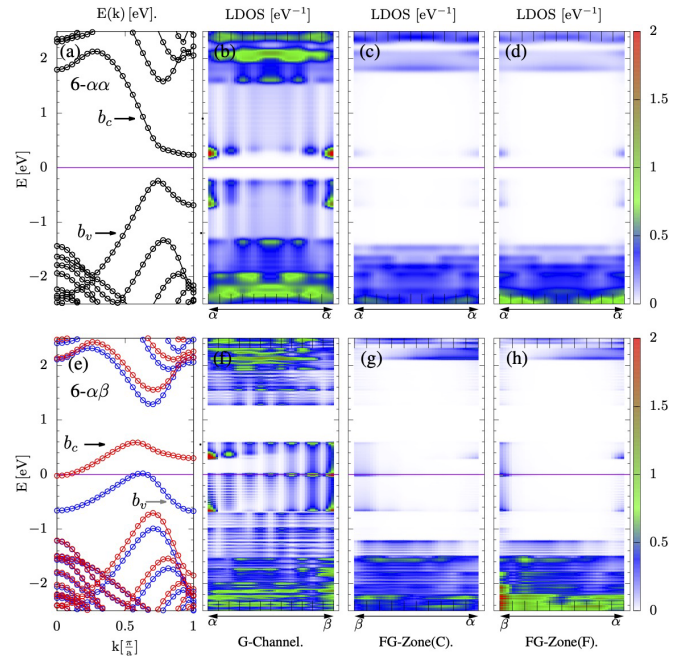 E(k) [eV].
LDOS [eV⁻¹]
LDOS [eV⁻¹]
LDOS [eV⁻¹]
(a)
6-αα
b_c
b_v
(b)
(c)
(d)
E [eV]
2
1
0
−1
−2
2
1.5
1
0.5
0
α α
α α
α α
(e)
6-αβ
b_c
b_v
(f)
(g)
(h)
E [eV]
2
1
0
−1
−2
2
1.5
1
0.5
0
0 0.5 1
α β
β α
β α
k[π/a]
G-Channel.
FG-Zone(C).
FG-Zone(F).